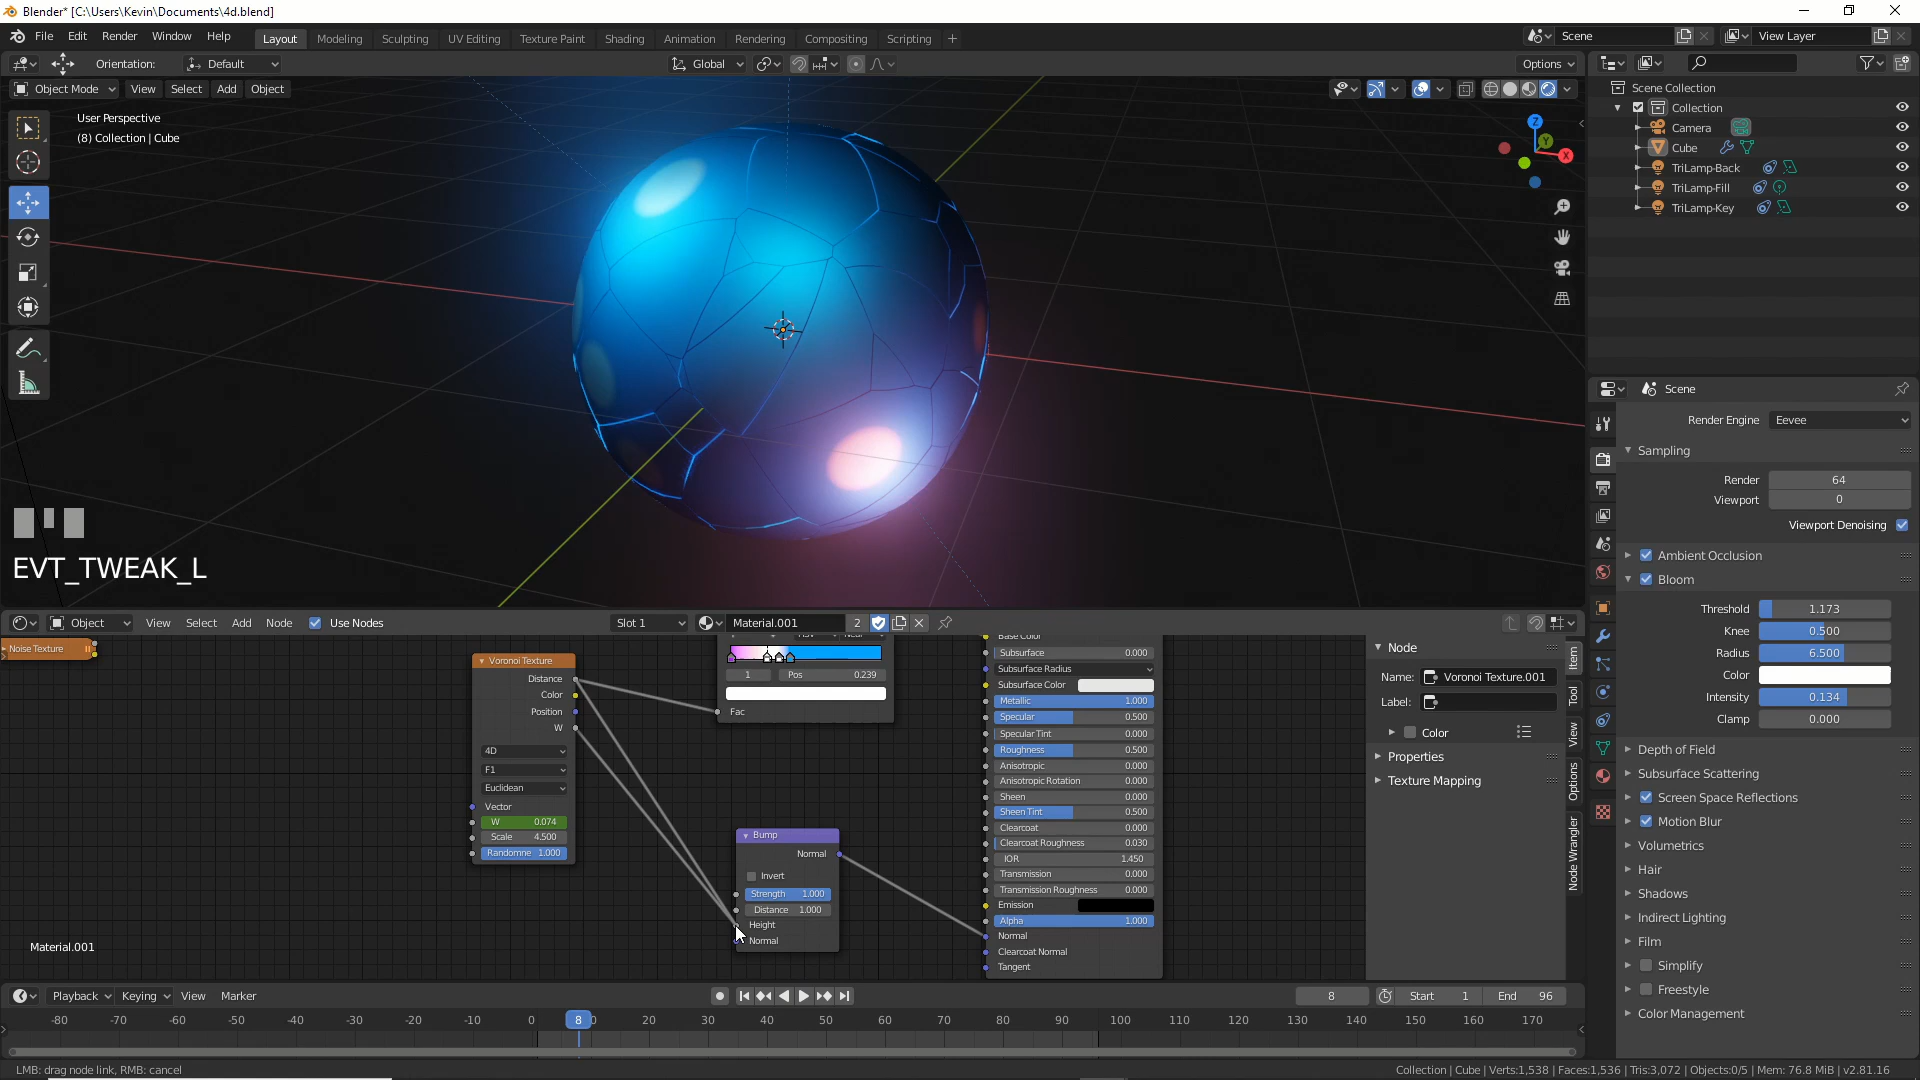 Blender* [C:\Users\Kevin\Documents\4d.blend]
File Edit Render Window Help Layout Modeling Sculpting UV Editing Texture Paint Shading Animation Rendering Compositing Scripting Scene View Layer
Orientation: Default Global Options
Object Mode View Select Add Object
User Perspective
(8) Collection | Cube
Z
Y
X
EVT_TWEAK_L
Scene Collection
Collection
Camera
Cube
TriLamp-Back
TriLamp-Fill
TriLamp-Key
Scene
Render Engine Eevee
Sampling
Render 64
Viewport 0
Viewport Denoising
Ambient Occlusion
Bloom
Threshold 1.173
Knee 0.500
Radius 6.500
Color
Intensity 0.134
Clamp 0.000
Depth of Field
Subsurface Scattering
Screen Space Reflections
Motion Blur
Volumetrics
Hair
Shadows
Indirect Lighting
Film
Simplify
Freestyle
Color Management
Object View Select Add Node Use Nodes Slot 1 Material.001 2
Noise Texture
Voronoi Texture
Distance
Color
Position
W
4D
F1
Euclidean
Vector
W 0.074
Scale 4.500
Randomne 1.000
1 Pos 0.239
Fac
Bump
Normal
Invert
Strength 1.000
Distance 1.000
Height
Normal
Base Color
Subsurface 0.000
Subsurface Radius
Subsurface Color
Metallic 1.000
Specular 0.500
Specular Tint 0.000
Roughness 0.500
Anisotropic 0.000
Anisotropic Rotation 0.000
Sheen 0.000
Sheen Tint 0.500
Clearcoat 0.000
Clearcoat Roughness 0.030
IOR 1.450
Transmission 0.000
Transmission Roughness 0.000
Emission
Alpha 1.000
Normal
Clearcoat Normal
Tangent
Node
Name: Voronoi Texture.001
Label:
Color
Properties
Texture Mapping
Item
Tool
View
Options
Node Wrangler
Material.001
Playback Keying View Marker 8 Start 1 End 96
-80 -70 -60 -50 -40 -30 -20 -10 0 8 20 30 40 50 60 70 80 90 100 110 120 130 140 150 160 170
LMB: drag node link, RMB: cancel
Collection | Cube | Verts:1,538 | Faces:1,536 | Tris:3,072 | Objects:0/5 | Mem: 76.8 MiB | v2.81.16